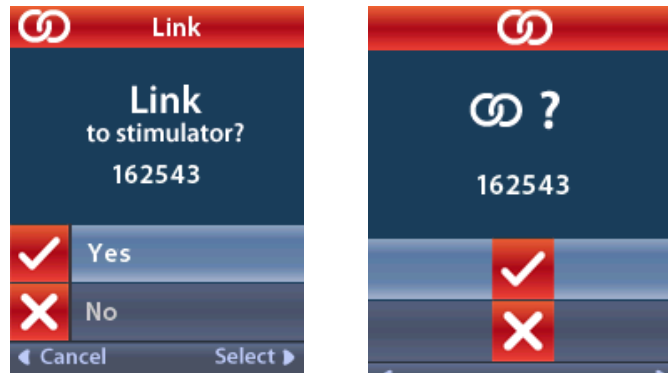 Link
Link
to stimulator?
162543
Yes
No
Cancel Select
?
162543